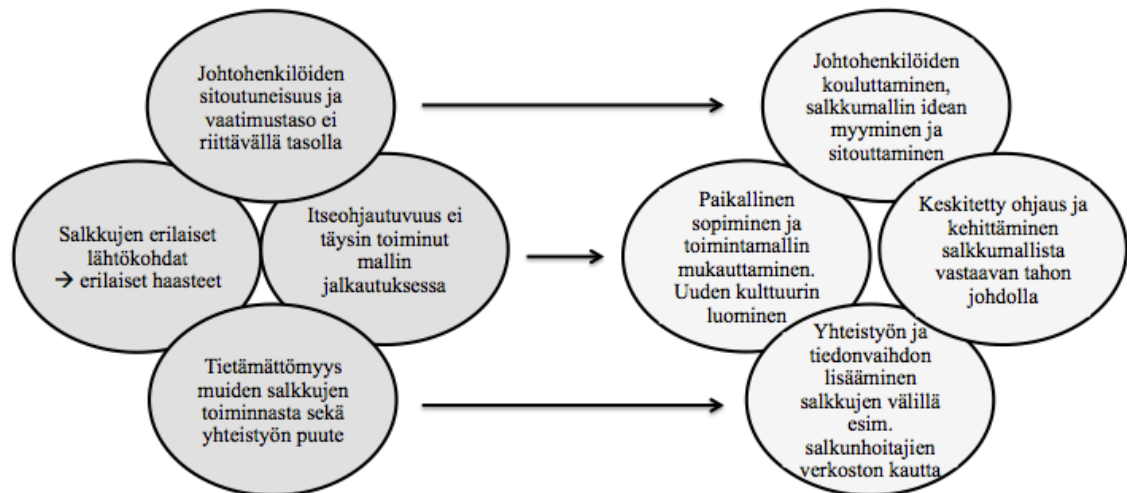 Johtohenkilöiden
sitoutuneisuus ja
vaatimustaso ei
riittävällä tasolla
Salkkujen erilaiset
lähtökohdat
→ erilaiset haasteet
Itseohjautuvuus ei
täysin toiminut
mallin
jalkautuksessa
Tietämättömyys
muiden salkkujen
toiminnasta sekä
yhteistyön puute
Johtohenkilöiden
kouluttaminen,
salkkumallin idean
myyminen ja
sitouttaminen
Paikallinen
sopiminen ja
toimintamallin
mukauttaminen.
Uuden kulttuurin
luominen
Keskitetty ohjaus ja
kehittäminen
salkkumallista
vastaavan tahon
johdolla
Yhteistyön ja
tiedonvaihdon
lisääminen
salkkujen välillä
esim.
salkunhoitajien
verkoston kautta